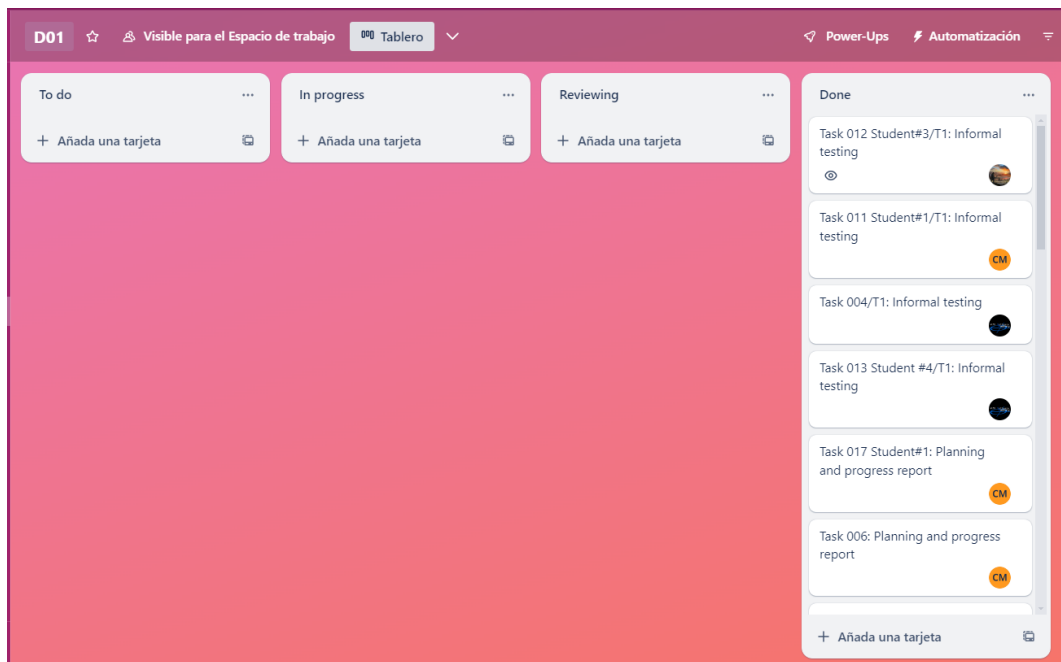 D01 Visible para el Espacio de trabajo Tablero Power-Ups Automatización
To do
Añada una tarjeta
In progress
Añada una tarjeta
Reviewing
Añada una tarjeta
Done
Task 012 Student#3/T1: Informal
testing
Task 011 Student#1/T1: Informal
testing
CM
Task 004/T1: Informal testing
Task 013 Student #4/T1: Informal
testing
Task 017 Student#1: Planning
and progress report
CM
Task 006: Planning and progress
report
CM
Añada una tarjeta